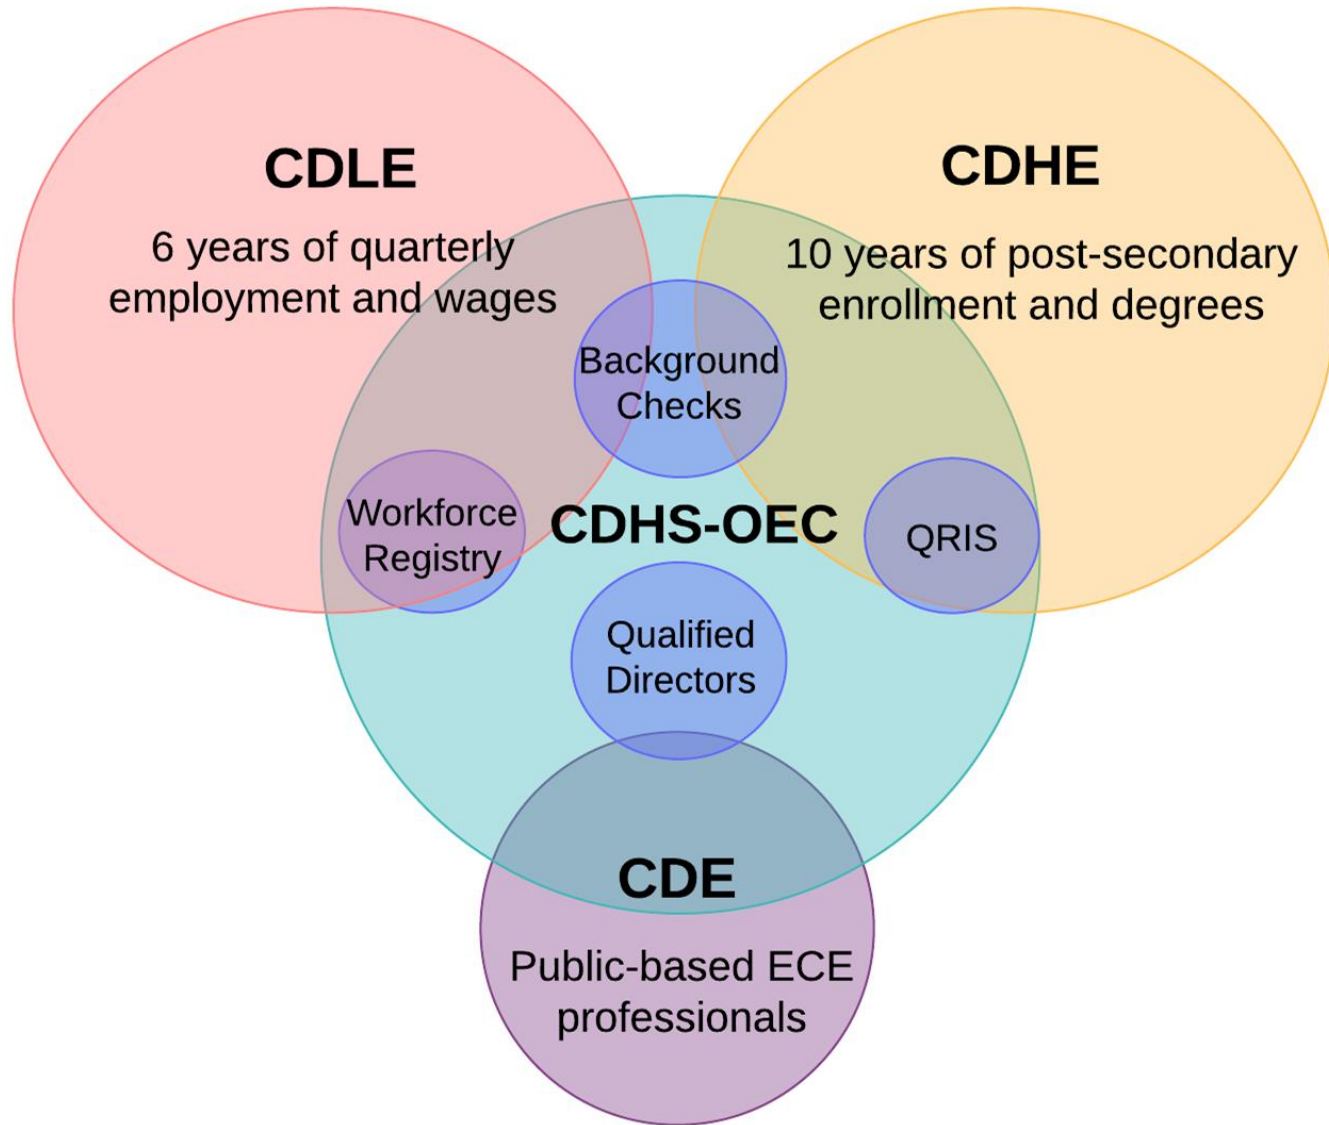 CDLE
6 years of quarterly
employment and wages
CDHE
10 years of post-secondary
enrollment and degrees
Background
Checks
Workforce
Registry
CDHS-OEC
QRIS
Qualified
Directors
CDE
Public-based ECE
professionals